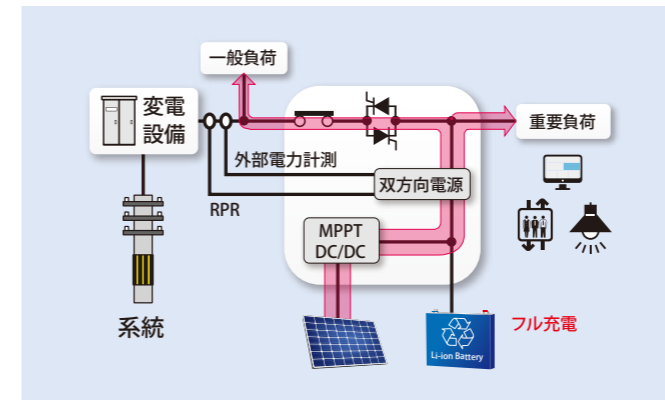 一般負荷
変電
設備
重要負荷
外部電力計測
双方向電源
RPR
MPPT
DC/DC
系統
フル充電
Li-ion Battery